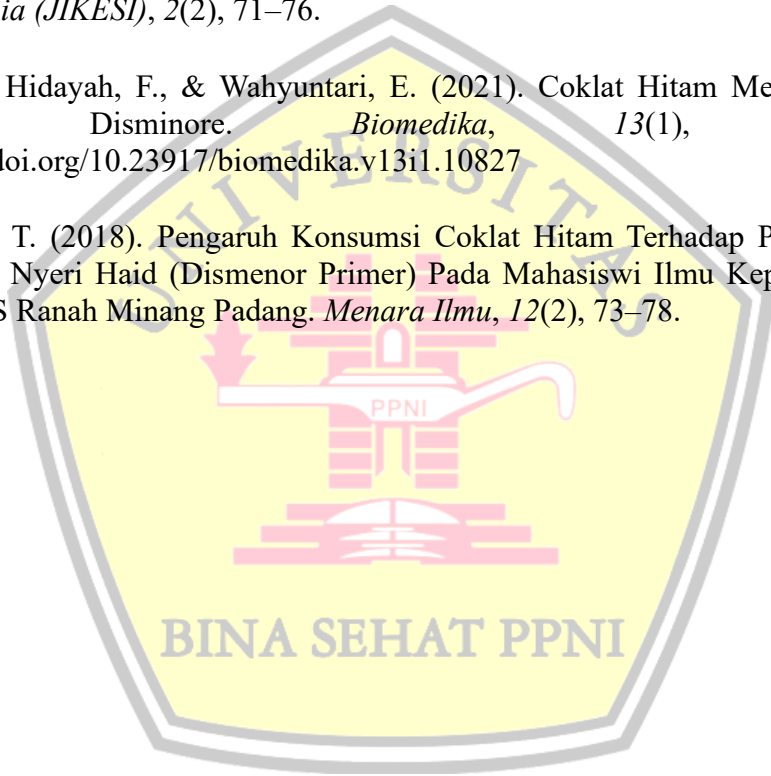 ia (JIKESI), 2(2), 71–76.
Hidayah, F., & Wahyuntari, E. (2021). Coklat Hitam Me
Disminore. Biomedika, 13(1),
doi.org/10.23917/biomedika.v13i1.10827
T. (2018). Pengaruh Konsumsi Coklat Hitam Terhadap P
Nyeri Haid (Dismenor Primer) Pada Mahasiswi Ilmu Kep
S Ranah Minang Padang. Menara Ilmu, 12(2), 73–78.
UNIVERSITAS
PPNI
BINA SEHAT PPNI